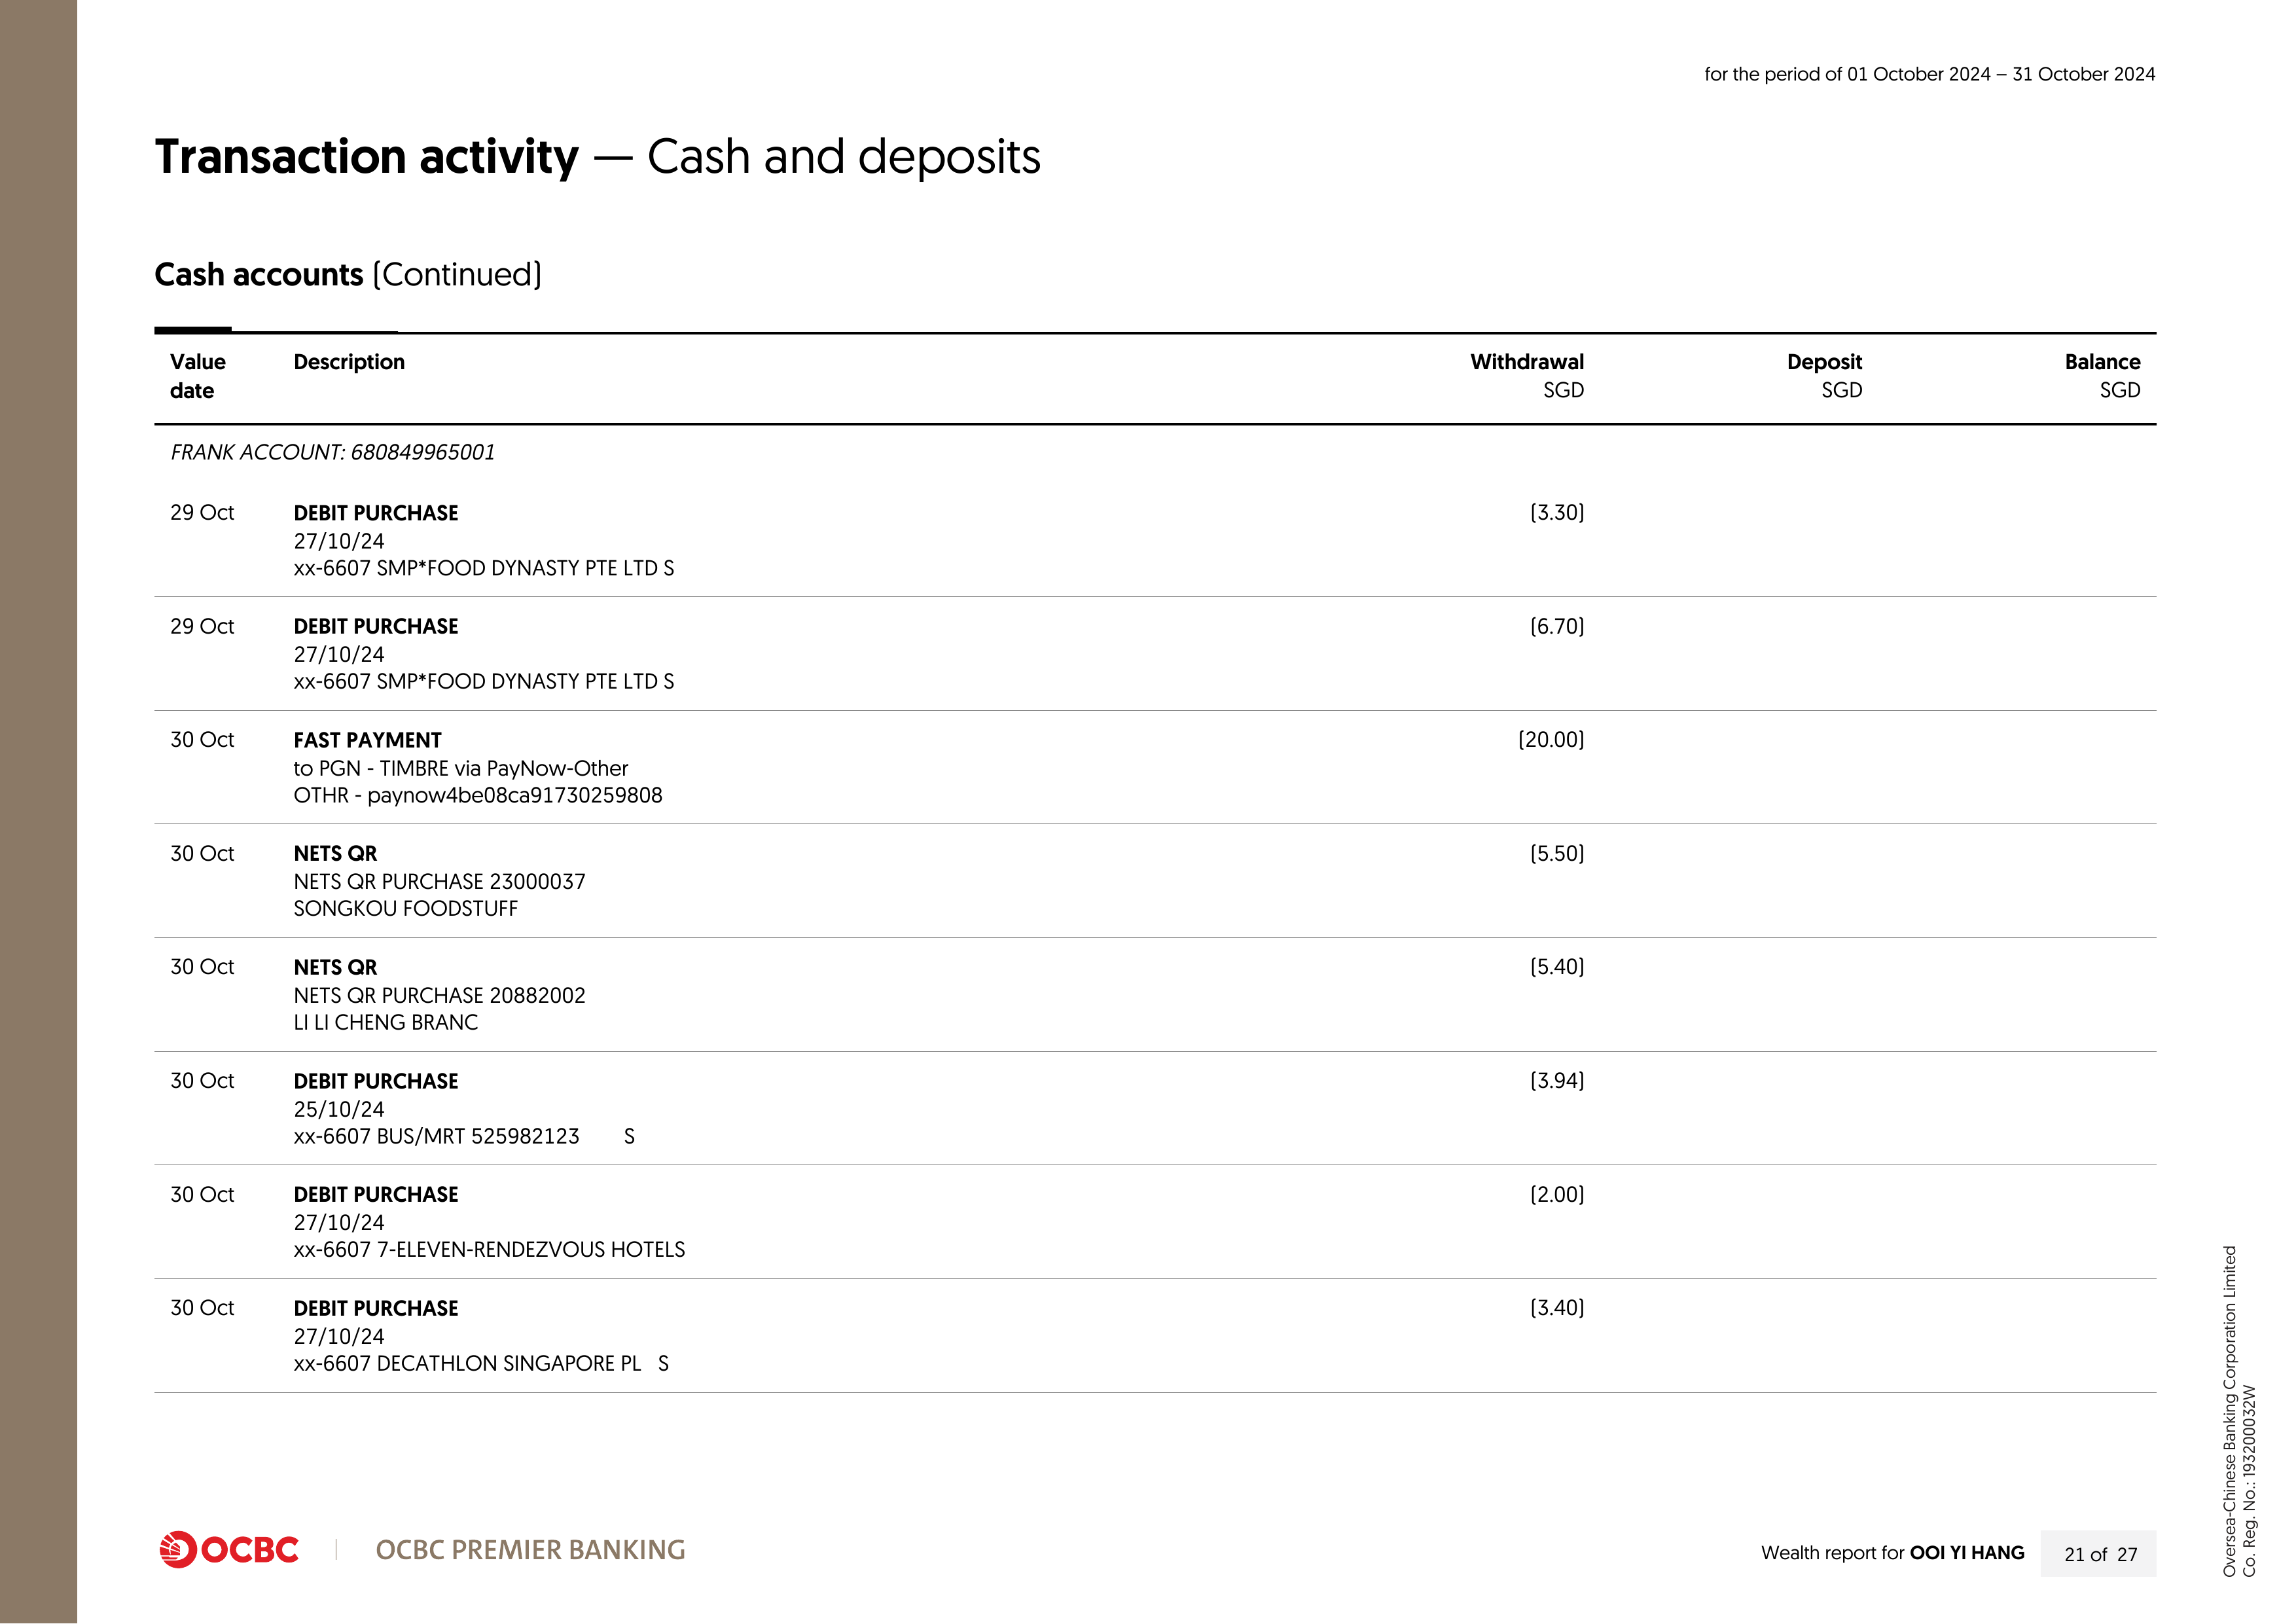 for the period of 01 October 2024 – 31 October 2024
Transaction activity — Cash and deposits
Cash accounts (Continued)
Value date Description Withdrawal SGD Deposit SGD Balance SGD
FRANK ACCOUNT: 680849965001
29 Oct DEBIT PURCHASE (3.30)
27/10/24
xx-6607 SMP*FOOD DYNASTY PTE LTD S
29 Oct DEBIT PURCHASE (6.70)
27/10/24
xx-6607 SMP*FOOD DYNASTY PTE LTD S
30 Oct FAST PAYMENT (20.00)
to PGN - TIMBRE via PayNow-Other
OTHR - paynow4be08ca91730259808
30 Oct NETS QR (5.50)
NETS QR PURCHASE 23000037
SONGKOU FOODSTUFF
30 Oct NETS QR (5.40)
NETS QR PURCHASE 20882002
LI LI CHENG BRANC
30 Oct DEBIT PURCHASE (3.94)
25/10/24
xx-6607 BUS/MRT 525982123 S
30 Oct DEBIT PURCHASE (2.00)
27/10/24
xx-6607 7-ELEVEN-RENDEZVOUS HOTELS
30 Oct DEBIT PURCHASE (3.40)
27/10/24
xx-6607 DECATHLON SINGAPORE PL S
OCBC | OCBC PREMIER BANKING
Wealth report for OOI YI HANG 21 of 27
Oversea-Chinese Banking Corporation Limited
Co. Reg. No.: 193200032W